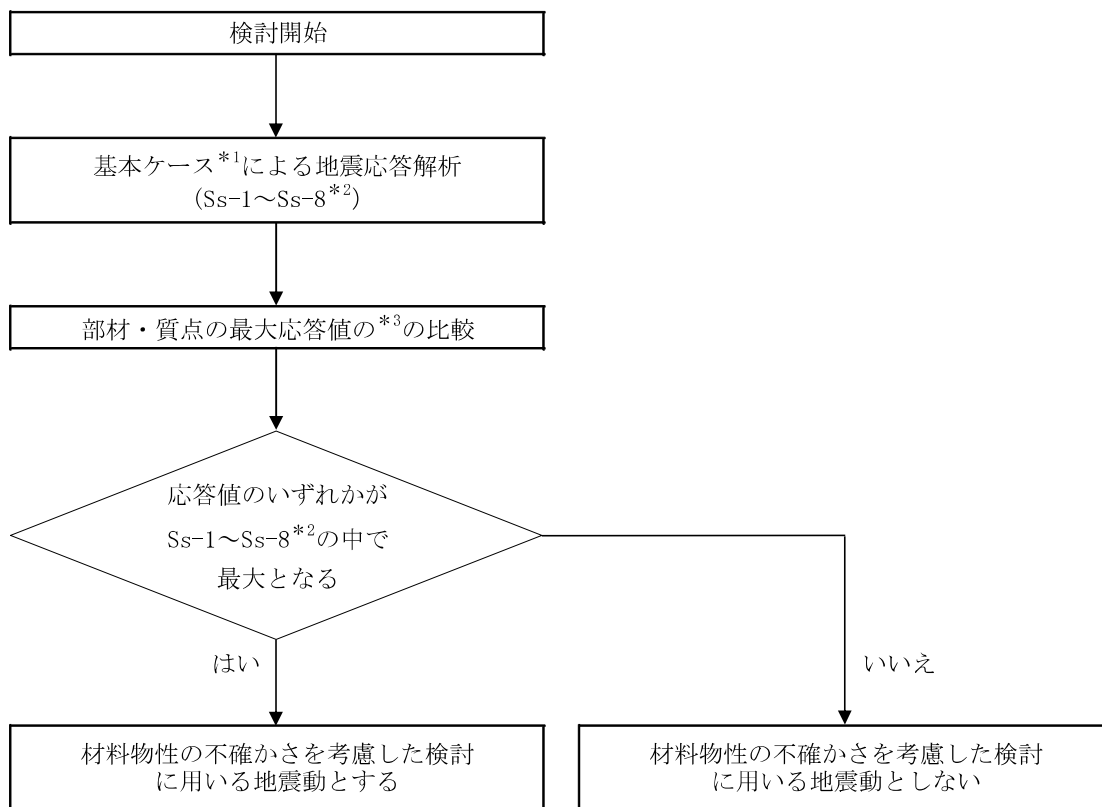 検討開始
基本ケース*1による地震応答解析
(Ss-1～Ss-8*2)
部材・質点の最大応答値の*3の比較
応答値のいずれかが
Ss-1～Ss-8*2の中で
最大となる
はい
いいえ
材料物性の不確かさを考慮した検討
に用いる地震動とする
材料物性の不確かさを考慮した検討
に用いる地震動としない